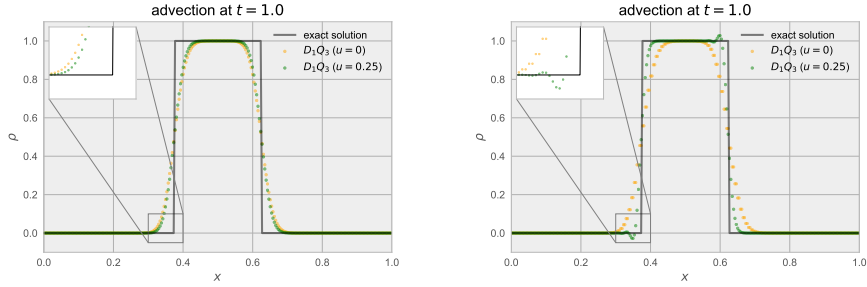 advection at t = 1.0
ρ
1.0
0.8
0.6
0.4
0.2
0.0
exact solution
D₁Q₃ (u = 0)
D₁Q₃ (u = 0.25)
0.0 0.2 0.4 0.6 0.8 1.0
x
advection at t = 1.0
ρ
1.0
0.8
0.6
0.4
0.2
0.0
exact solution
D₁Q₃ (u = 0)
D₁Q₃ (u = 0.25)
0.0 0.2 0.4 0.6 0.8 1.0
x